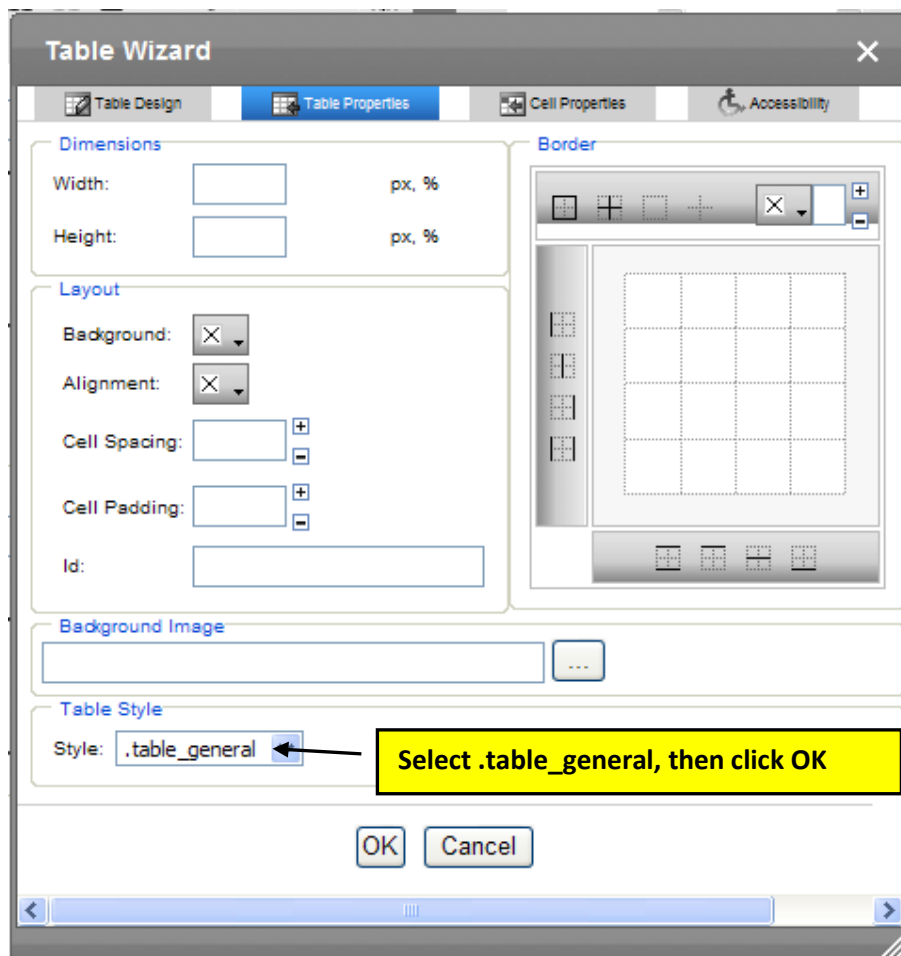 Table Wizard
Table Design
Table Properties
Cell Properties
Accessibility
Dimensions
Width:
px, %
Height:
px, %
Layout
Background:
Alignment:
Cell Spacing:
Cell Padding:
Id:
Border
Background Image
...
Table Style
Style: .table_general
Select .table_general, then click OK
OK
Cancel